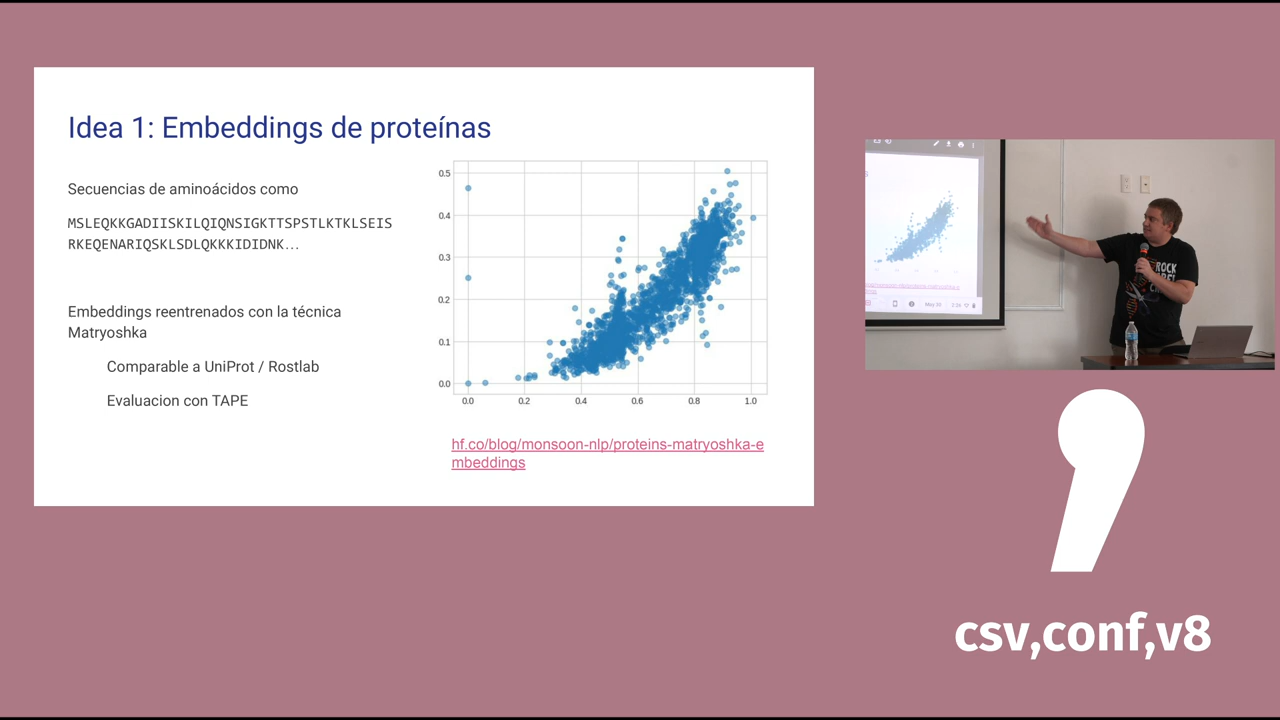 Idea 1: Embeddings de proteínas
Secuencias de aminoácidos como
MSLEQKKGADIISKILQIQNSIGKTTSPSTLKTKLSEIS
RKEQENARIQSKLSDLQKKKIDIDNK...
Embeddings reentrenados con la técnica
Matryoshka
Comparable a UniProt / Rostlab
Evaluacion con TAPE
0.5
0.4
0.3
0.2
0.1
0.0
0.0 0.2 0.4 0.6 0.8 1.0
hf.co/blog/monsoon-nlp/proteins-matryoshka-e
mbeddings
ROCK
csv,conf,v8